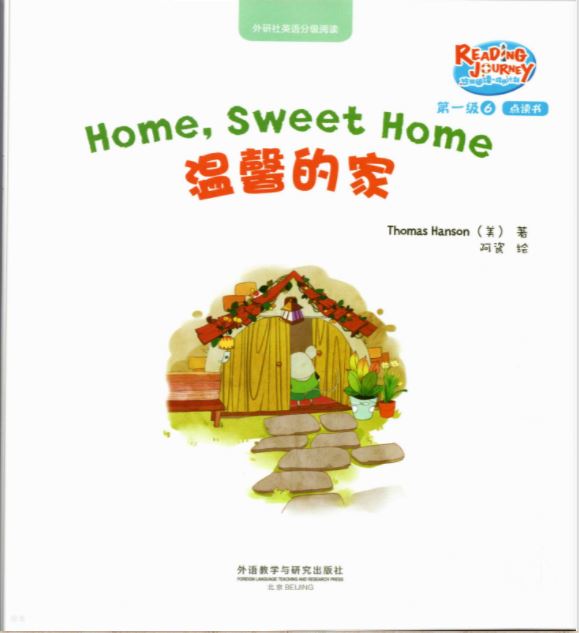 外研社英语分级阅读
READING
JOURNEY
第一级6 点读书
Home, Sweet Home
温馨的家
Thomas Hanson（美） 著
阿资 绘
外语教学与研究出版社
FOREIGN LANGUAGE TEACHING AND RESEARCH PRESS
北京 BEIJING